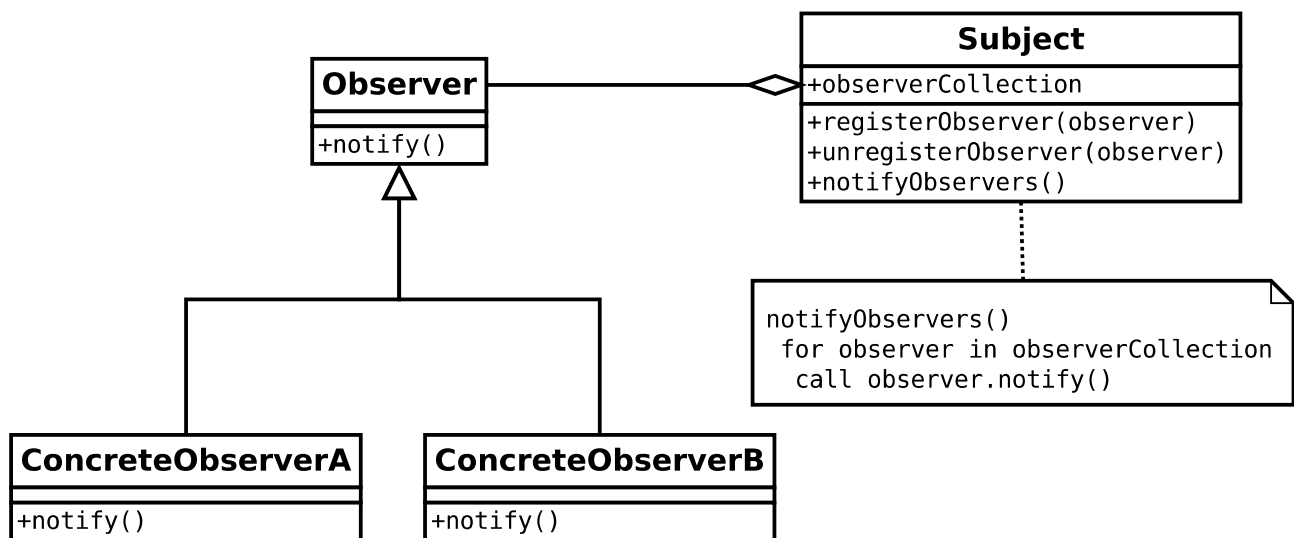 Subject
+observerCollection
+registerObserver(observer)
+unregisterObserver(observer)
+notifyObservers()
Observer
+notify()
notifyObservers()
for observer in observerCollection
call observer.notify()
ConcreteObserverA
+notify()
ConcreteObserverB
+notify()